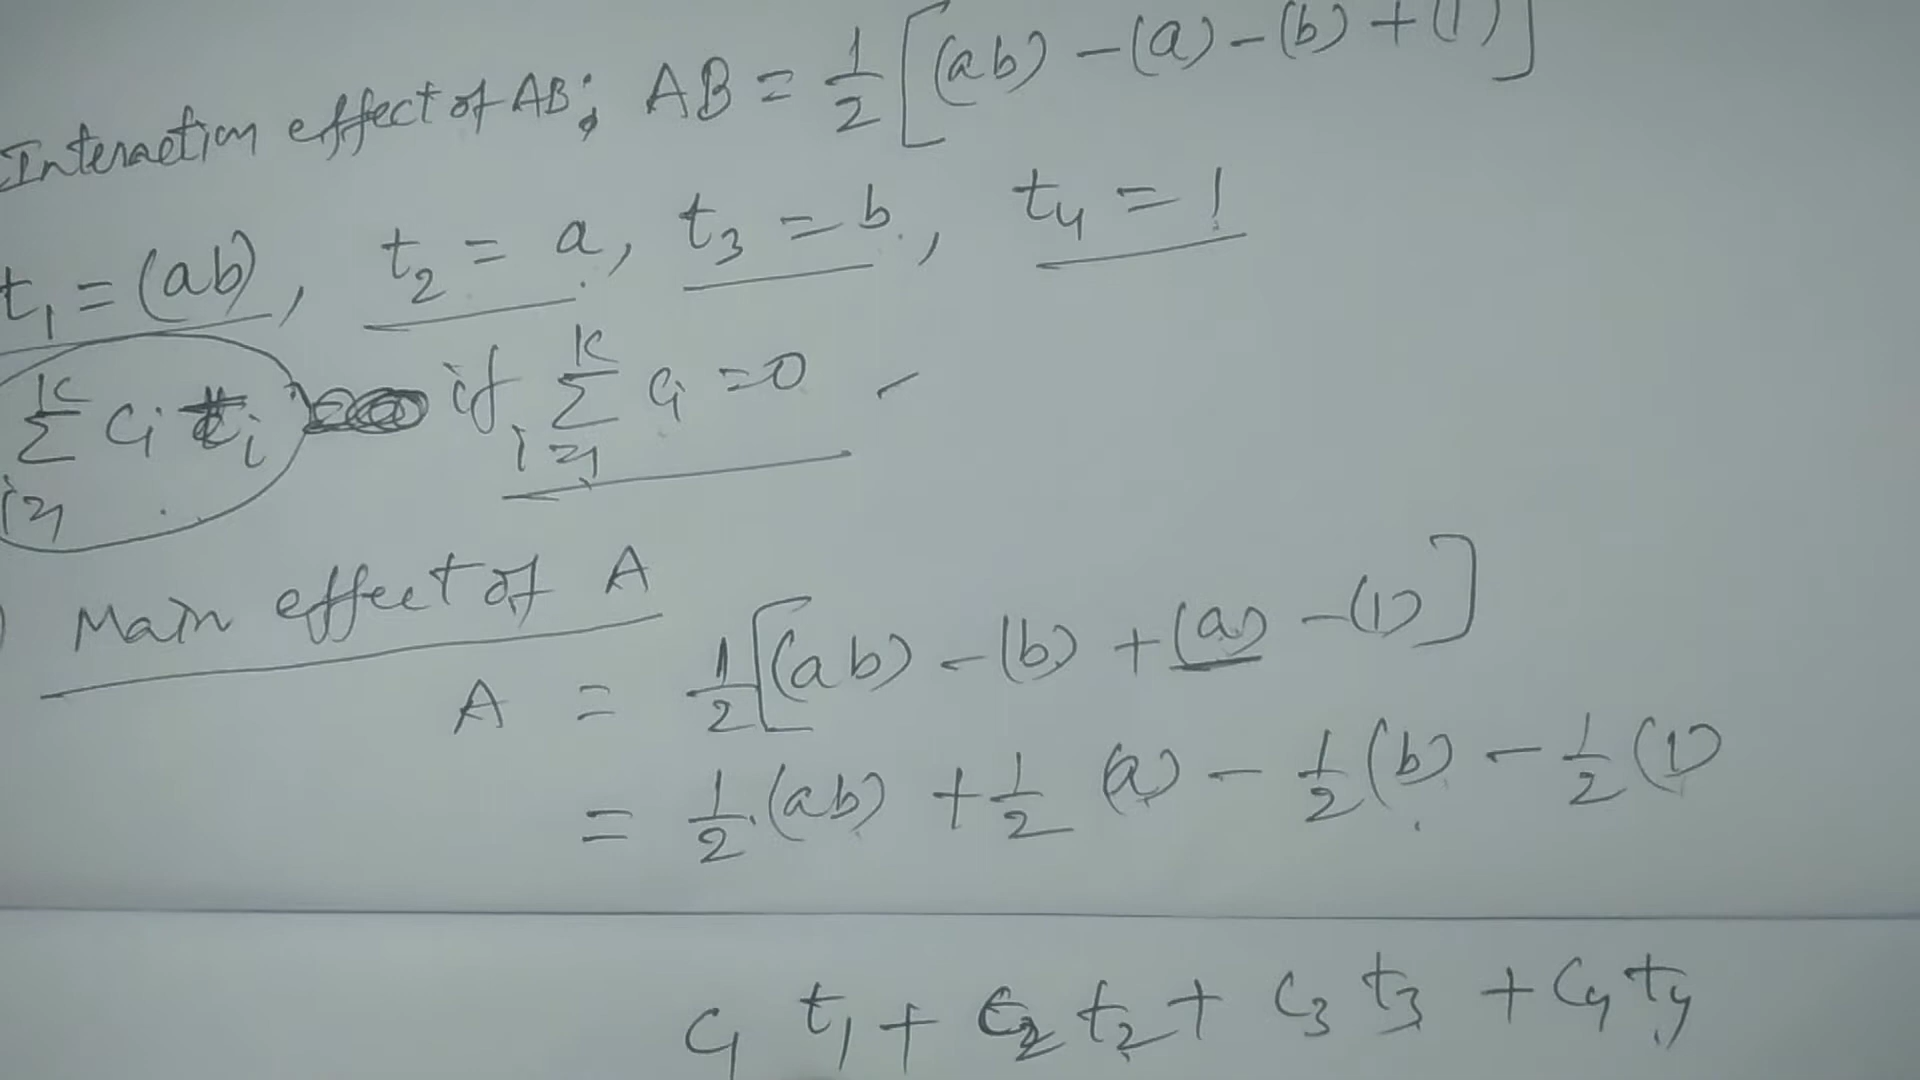 Interaction effect of AB; AB = 1/2 [(ab) - (a) - (b) + (1)]
t₁ = (ab), t₂ = a, t₃ = b, t₄ = 1
∑ᵢ₌₁ᴷ cᵢ tᵢ if ∑ᵢ₌₁ᴷ cᵢ = 0
Main effect of A
A = 1/2 [(ab) - (b) + (a) - (1)]
= 1/2 (ab) + 1/2 (a) - 1/2 (b) - 1/2 (1)
c₁ t₁ + c₂ t₂ + c₃ t₃ + c₄ t₄